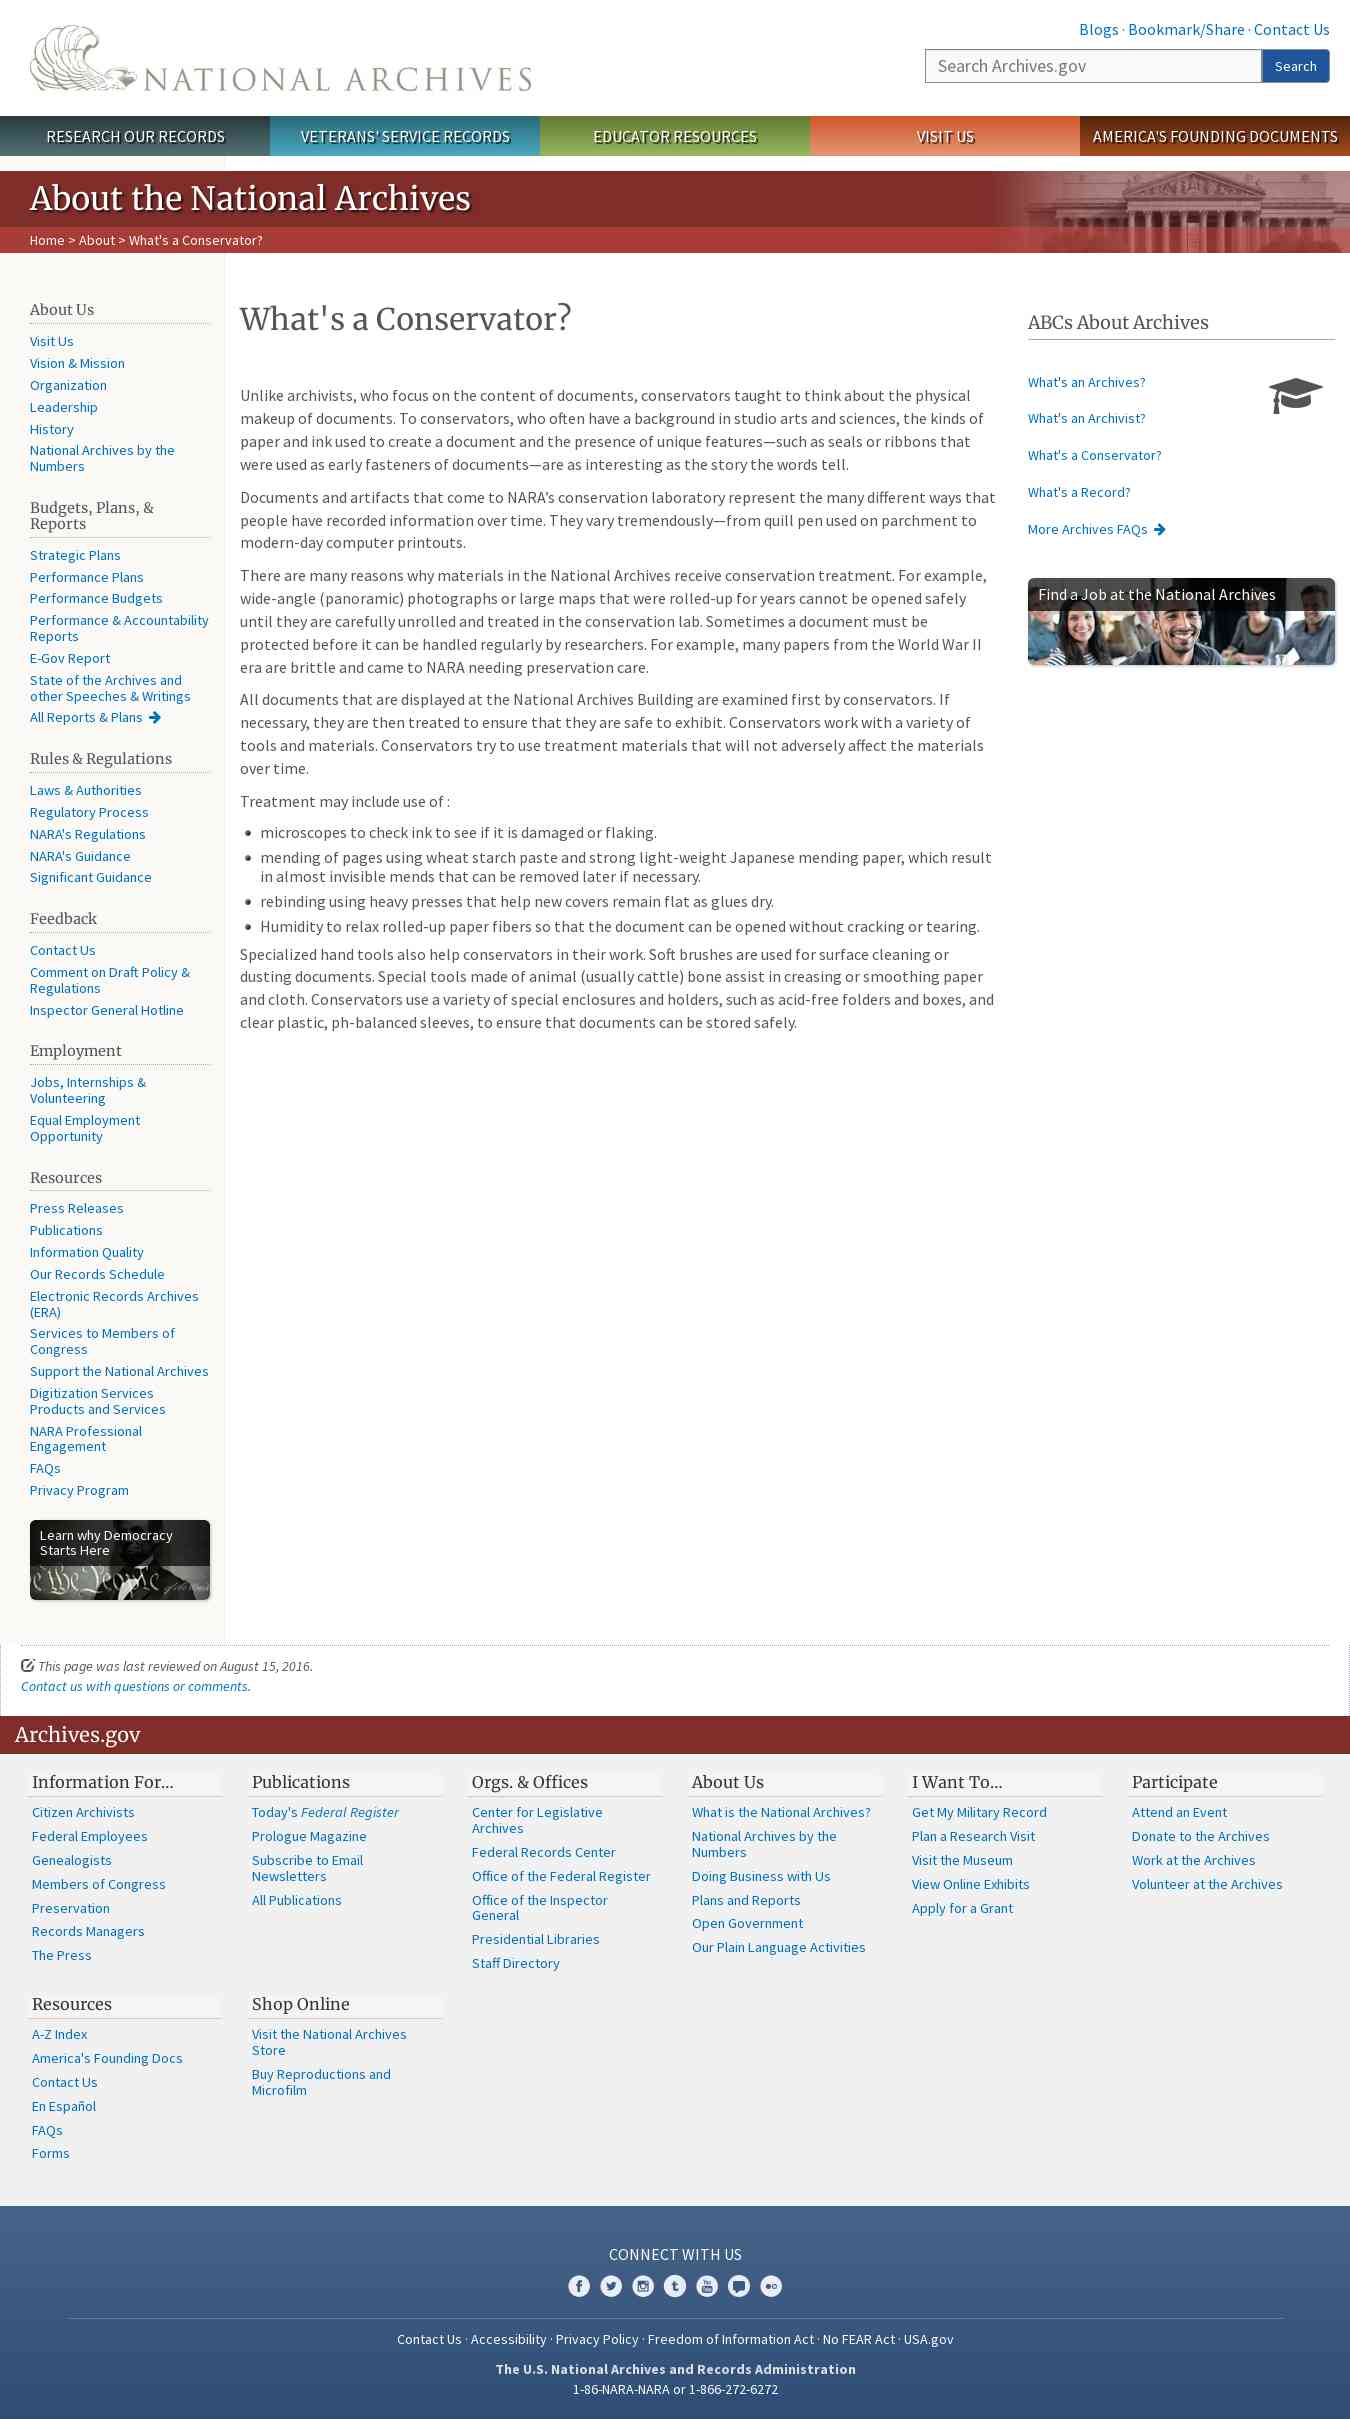 NATIONAL ARCHIVES
Blogs · Bookmark/Share · Contact Us
Search Archives.gov
Search
RESEARCH OUR RECORDS
VETERANS' SERVICE RECORDS
EDUCATOR RESOURCES
VISIT US
AMERICA'S FOUNDING DOCUMENTS
About the National Archives
Home > About > What's a Conservator?
About Us
Visit Us
Vision & Mission
Organization
Leadership
History
National Archives by the
Numbers
Budgets, Plans, &
Reports
Strategic Plans
Performance Plans
Performance Budgets
Performance & Accountability
Reports
E-Gov Report
State of the Archives and
other Speeches & Writings
All Reports & Plans
Rules & Regulations
Laws & Authorities
Regulatory Process
NARA's Regulations
NARA's Guidance
Significant Guidance
Feedback
Contact Us
Comment on Draft Policy &
Regulations
Inspector General Hotline
Employment
Jobs, Internships &
Volunteering
Equal Employment
Opportunity
Resources
Press Releases
Publications
Information Quality
Our Records Schedule
Electronic Records Archives
(ERA)
Services to Members of
Congress
Support the National Archives
Digitization Services
Products and Services
NARA Professional
Engagement
FAQs
Privacy Program
Learn why Democracy
Starts Here
We the People
What's a Conservator?
Unlike archivists, who focus on the content of documents, conservators taught to think about the physical
makeup of documents. To conservators, who often have a background in studio arts and sciences, the kinds of
paper and ink used to create a document and the presence of unique features—such as seals or ribbons that
were used as early fasteners of documents—are as interesting as the story the words tell.
Documents and artifacts that come to NARA’s conservation laboratory represent the many different ways that
people have recorded information over time. They vary tremendously—from quill pen used on parchment to
modern-day computer printouts.
There are many reasons why materials in the National Archives receive conservation treatment. For example,
wide-angle (panoramic) photographs or large maps that were rolled-up for years cannot be opened safely
until they are carefully unrolled and treated in the conservation lab. Sometimes a document must be
protected before it can be handled regularly by researchers. For example, many papers from the World War II
era are brittle and came to NARA needing preservation care.
All documents that are displayed at the National Archives Building are examined first by conservators. If
necessary, they are then treated to ensure that they are safe to exhibit. Conservators work with a variety of
tools and materials. Conservators try to use treatment materials that will not adversely affect the materials
over time.
Treatment may include use of :
• microscopes to check ink to see if it is damaged or flaking.
• mending of pages using wheat starch paste and strong light-weight Japanese mending paper, which result
in almost invisible mends that can be removed later if necessary.
• rebinding using heavy presses that help new covers remain flat as glues dry.
• Humidity to relax rolled-up paper fibers so that the document can be opened without cracking or tearing.
Specialized hand tools also help conservators in their work. Soft brushes are used for surface cleaning or
dusting documents. Special tools made of animal (usually cattle) bone assist in creasing or smoothing paper
and cloth. Conservators use a variety of special enclosures and holders, such as acid-free folders and boxes, and
clear plastic, ph-balanced sleeves, to ensure that documents can be stored safely.
ABCs About Archives
What's an Archives?
What's an Archivist?
What's a Conservator?
What's a Record?
More Archives FAQs
Find a Job at the National Archives
This page was last reviewed on August 15, 2016.
Contact us with questions or comments.
Archives.gov
Information For…
Citizen Archivists
Federal Employees
Genealogists
Members of Congress
Preservation
Records Managers
The Press
Publications
Today's Federal Register
Prologue Magazine
Subscribe to Email
Newsletters
All Publications
Orgs. & Offices
Center for Legislative
Archives
Federal Records Center
Office of the Federal Register
Office of the Inspector
General
Presidential Libraries
Staff Directory
About Us
What is the National Archives?
National Archives by the
Numbers
Doing Business with Us
Plans and Reports
Open Government
Our Plain Language Activities
I Want To…
Get My Military Record
Plan a Research Visit
Visit the Museum
View Online Exhibits
Apply for a Grant
Participate
Attend an Event
Donate to the Archives
Work at the Archives
Volunteer at the Archives
Resources
A-Z Index
America's Founding Docs
Contact Us
En Español
FAQs
Forms
Shop Online
Visit the National Archives
Store
Buy Reproductions and
Microfilm
CONNECT WITH US
Contact Us · Accessibility · Privacy Policy · Freedom of Information Act · No FEAR Act · USA.gov
The U.S. National Archives and Records Administration
1-86-NARA-NARA or 1-866-272-6272